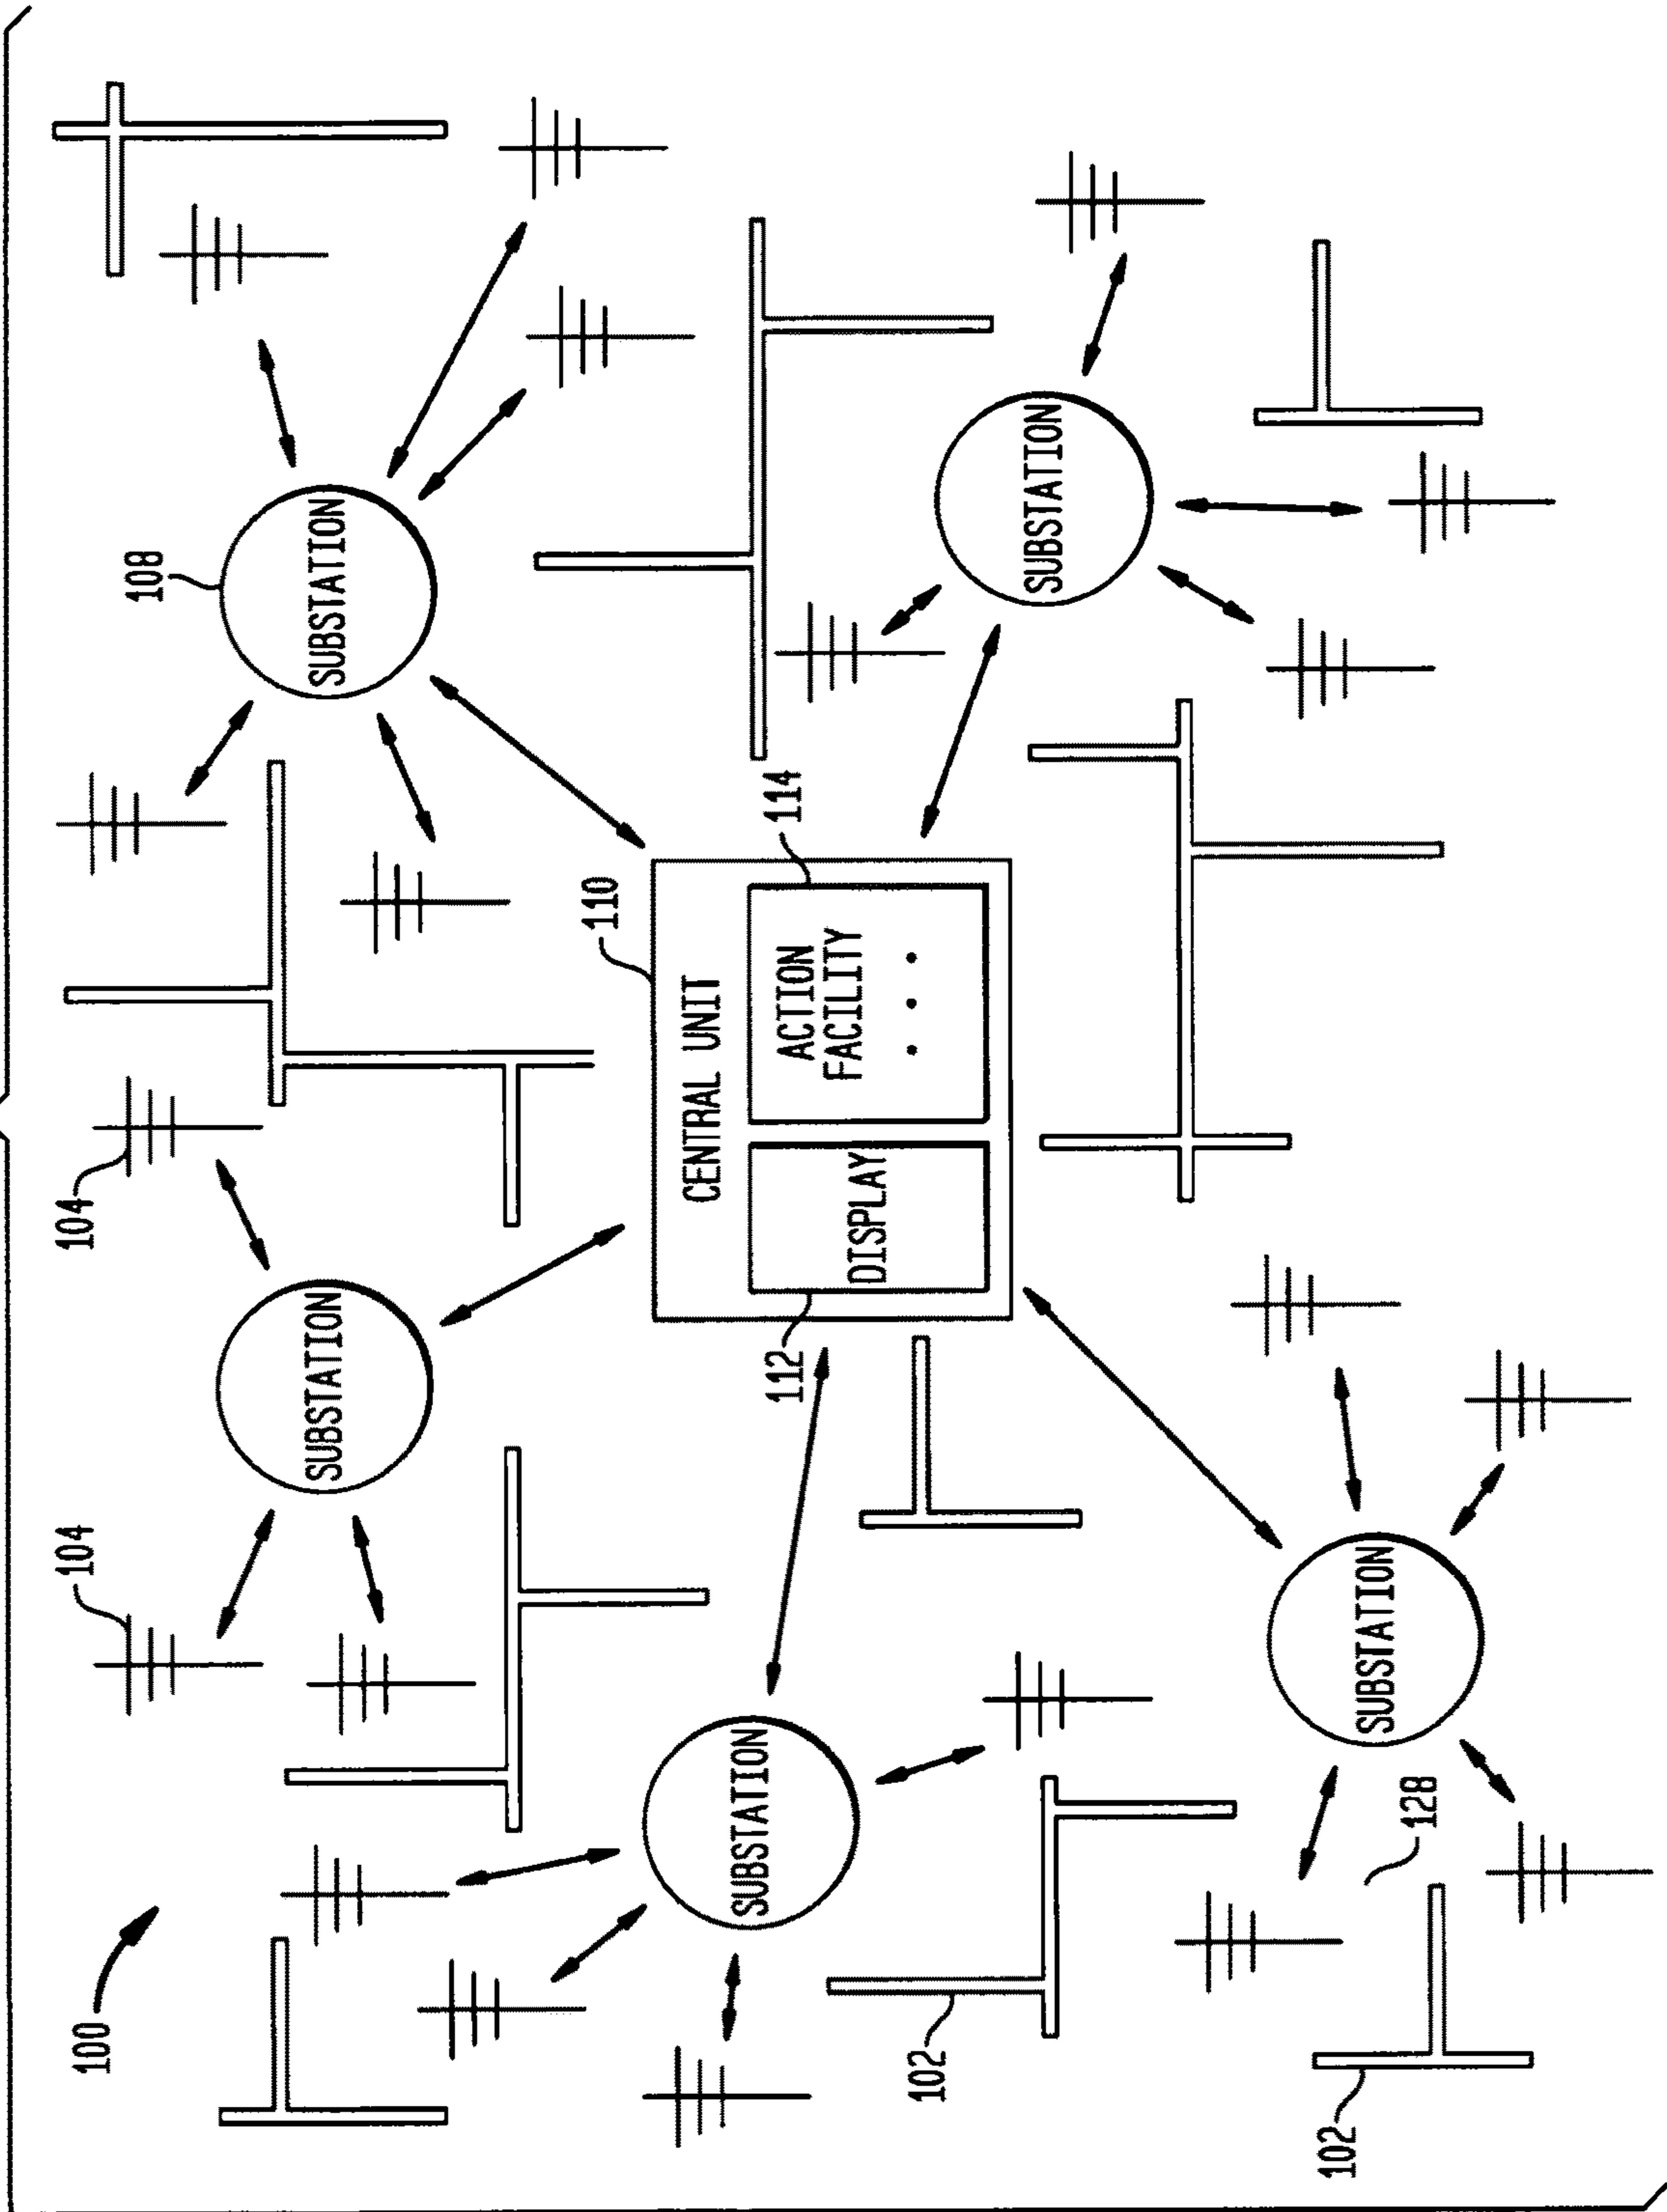 100
104
104
108
SUBSTATION
SUBSTATION
110
CENTRAL UNIT
SUBSTATION
112
114
DISPLAY
ACTION
FACILITY
102
SUBSTATION
102
SUBSTATION
128